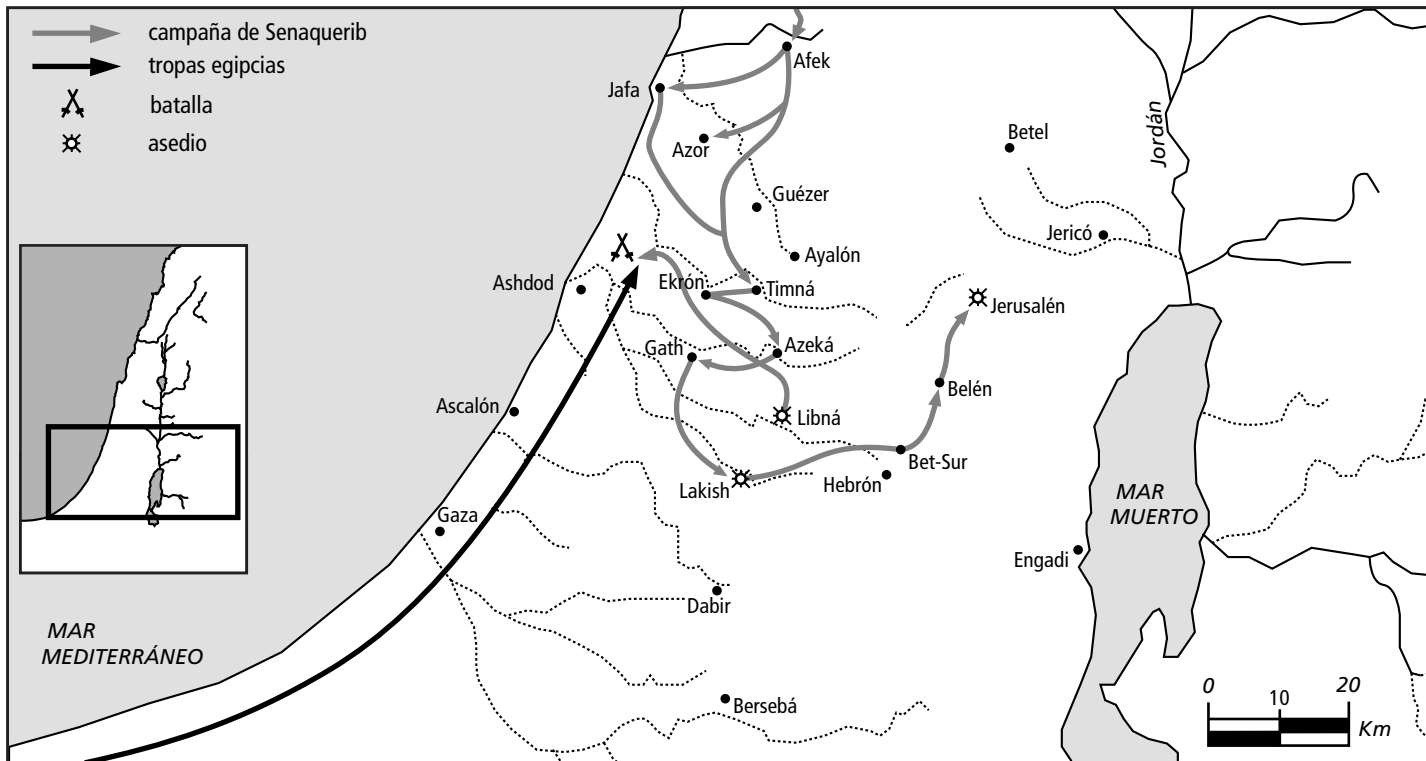 campaña de Senaquerib
tropas egipcias
batalla
asedio
Afek
Jafa
Azor
Betel
Jordán
Guézer
Jericó
Ayalón
Ashdod
Ekrón
Timná
Jerusalén
Gath
Azeká
Belén
Ascalón
Libná
Bet-Sur
Lakish
Hebrón
MAR
MUERTO
Gaza
Engadi
Dabir
MAR
MEDITERRÁNEO
Bersebá
0 10 20
Km